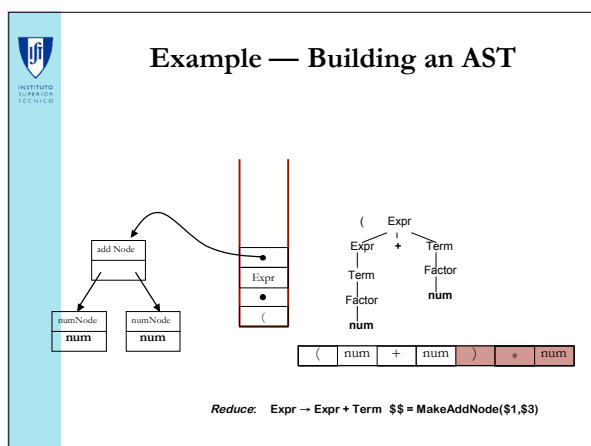 Example — Building an AST
INSTITUTO
SUPERIOR
TÉCNICO
add Node
numNode
num
numNode
num
Expr
(
( Expr
Expr + Term
Term Factor
Factor num
num
( num + num ) * num
Reduce: Expr → Expr + Term $$ = MakeAddNode($1,$3)